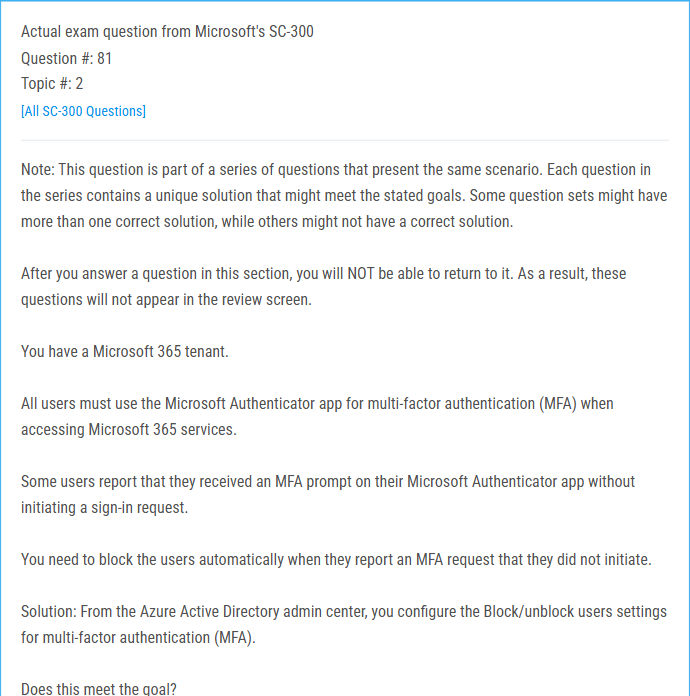 Actual exam question from Microsoft's SC-300
Question #: 81
Topic #: 2
[All SC-300 Questions]
Note: This question is part of a series of questions that present the same scenario. Each question in
the series contains a unique solution that might meet the stated goals. Some question sets might have
more than one correct solution, while others might not have a correct solution.
After you answer a question in this section, you will NOT be able to return to it. As a result, these
questions will not appear in the review screen.
You have a Microsoft 365 tenant.
All users must use the Microsoft Authenticator app for multi-factor authentication (MFA) when
accessing Microsoft 365 services.
Some users report that they received an MFA prompt on their Microsoft Authenticator app without
initiating a sign-in request.
You need to block the users automatically when they report an MFA request that they did not initiate.
Solution: From the Azure Active Directory admin center, you configure the Block/unblock users settings
for multi-factor authentication (MFA).
Does this meet the goal?